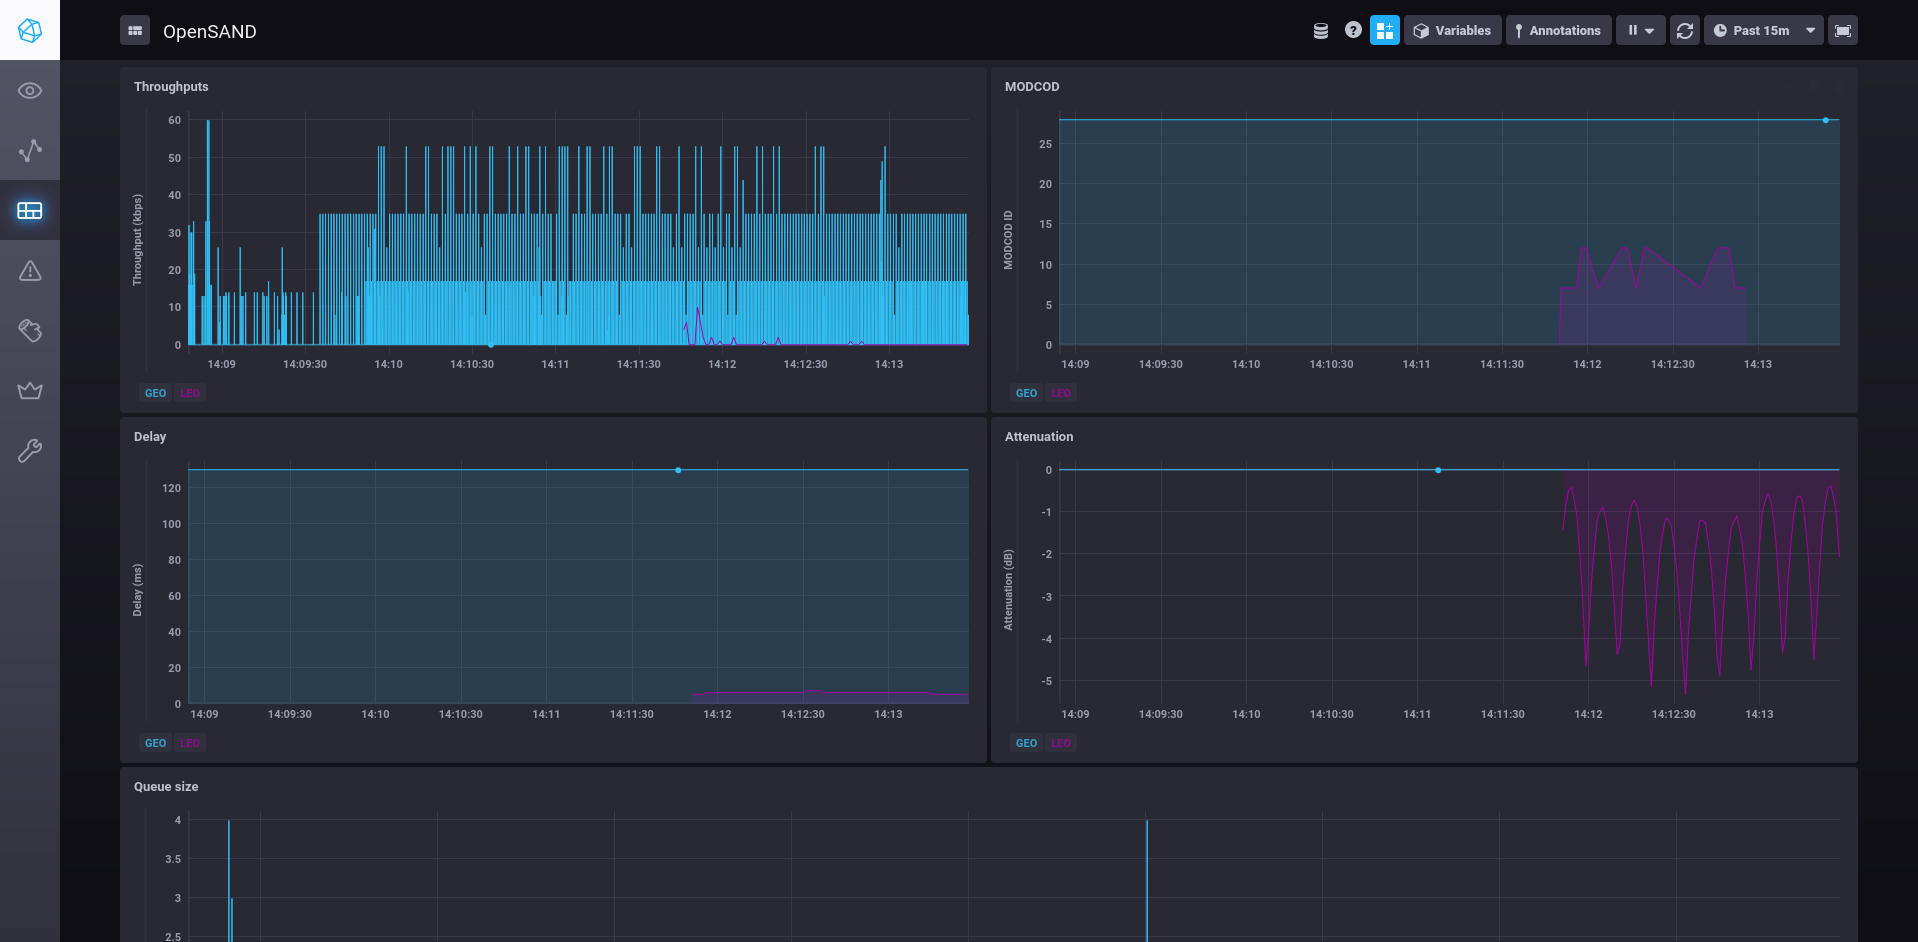 OpenSAND
Variables
Annotations
Past 15m
Throughputs
Throughput (kbps)
60
50
40
30
20
10
0
14:09 14:09:30 14:10 14:10:30 14:11 14:11:30 14:12 14:12:30 14:13
GEO LEO
MODCOD
MODCOD ID
25
20
15
10
5
0
14:09 14:09:30 14:10 14:10:30 14:11 14:11:30 14:12 14:12:30 14:13
GEO LEO
Delay
Delay (ms)
120
100
80
60
40
20
0
14:09 14:09:30 14:10 14:10:30 14:11 14:11:30 14:12 14:12:30 14:13
GEO LEO
Attenuation
Attenuation (dB)
0
-1
-2
-3
-4
-5
14:09 14:09:30 14:10 14:10:30 14:11 14:11:30 14:12 14:12:30 14:13
GEO LEO
Queue size
4
3.5
3
2.5